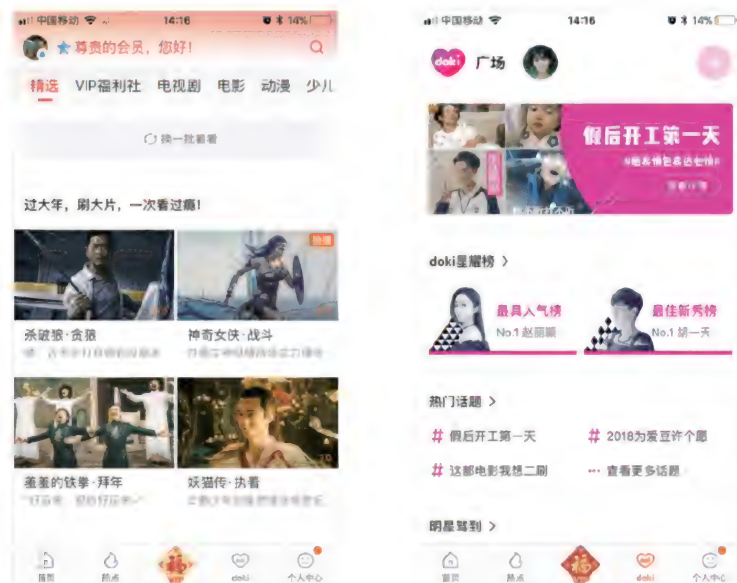 中国移动
14:16
14%
尊贵的会员，您好！
精选 VIP福利社 电视剧 电影 动漫 少儿
换一批看看
过大年，刷大片，一次看过瘾！
杀破狼·贪狼
神奇女侠·战斗
羞羞的铁拳·拜年
妖猫传·执着
首页
热点
福
VIP
doki
个人中心
中国移动
14:16
14%
doki 广场
假后开工第一天
doki星耀榜 >
最具人气榜
No.1 赵丽颖
最佳新秀榜
No.1 胡一天
热门话题 >
# 假后开工第一天
# 2018为爱豆许个愿
# 这部电影我想二刷
··· 查看更多话题
明星驾到 >
首页
热点
福
VIP
doki
个人中心